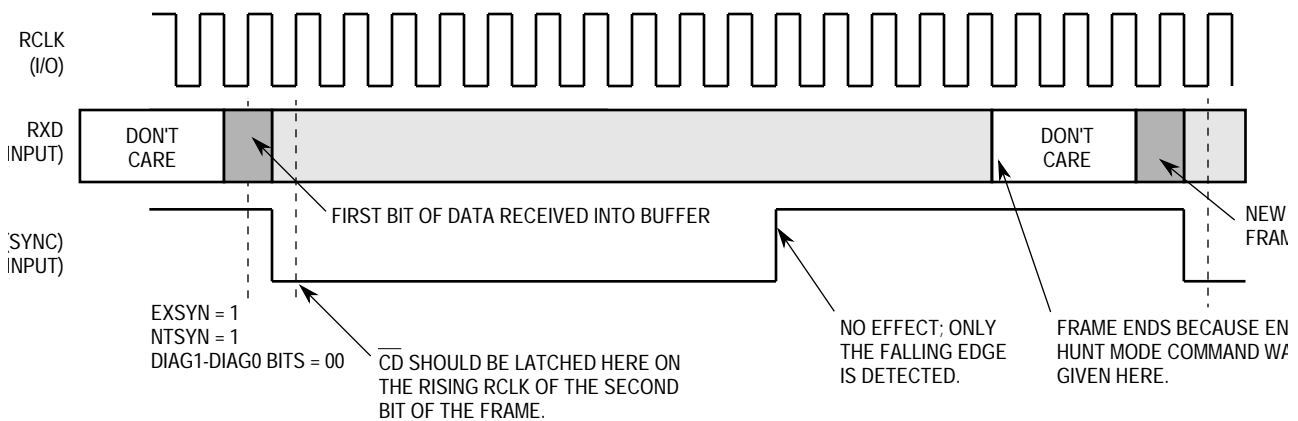 RCLK
(I/O)
RXD
INPUT)
DON'T
CARE
DON'T
CARE
FIRST BIT OF DATA RECEIVED INTO BUFFER
NEW
(SYNC)
INPUT)
EXSYN = 1
NTSYN = 1
DIAG1-DIAG0 BITS = 00
CD SHOULD BE LATCHED HERE ON
THE RISING RCLK OF THE SECOND
BIT OF THE FRAME.
NO EFFECT; ONLY
THE FALLING EDGE
IS DETECTED.
FRAME ENDS BECAUSE EN
HUNT MODE COMMAND WA
GIVEN HERE.